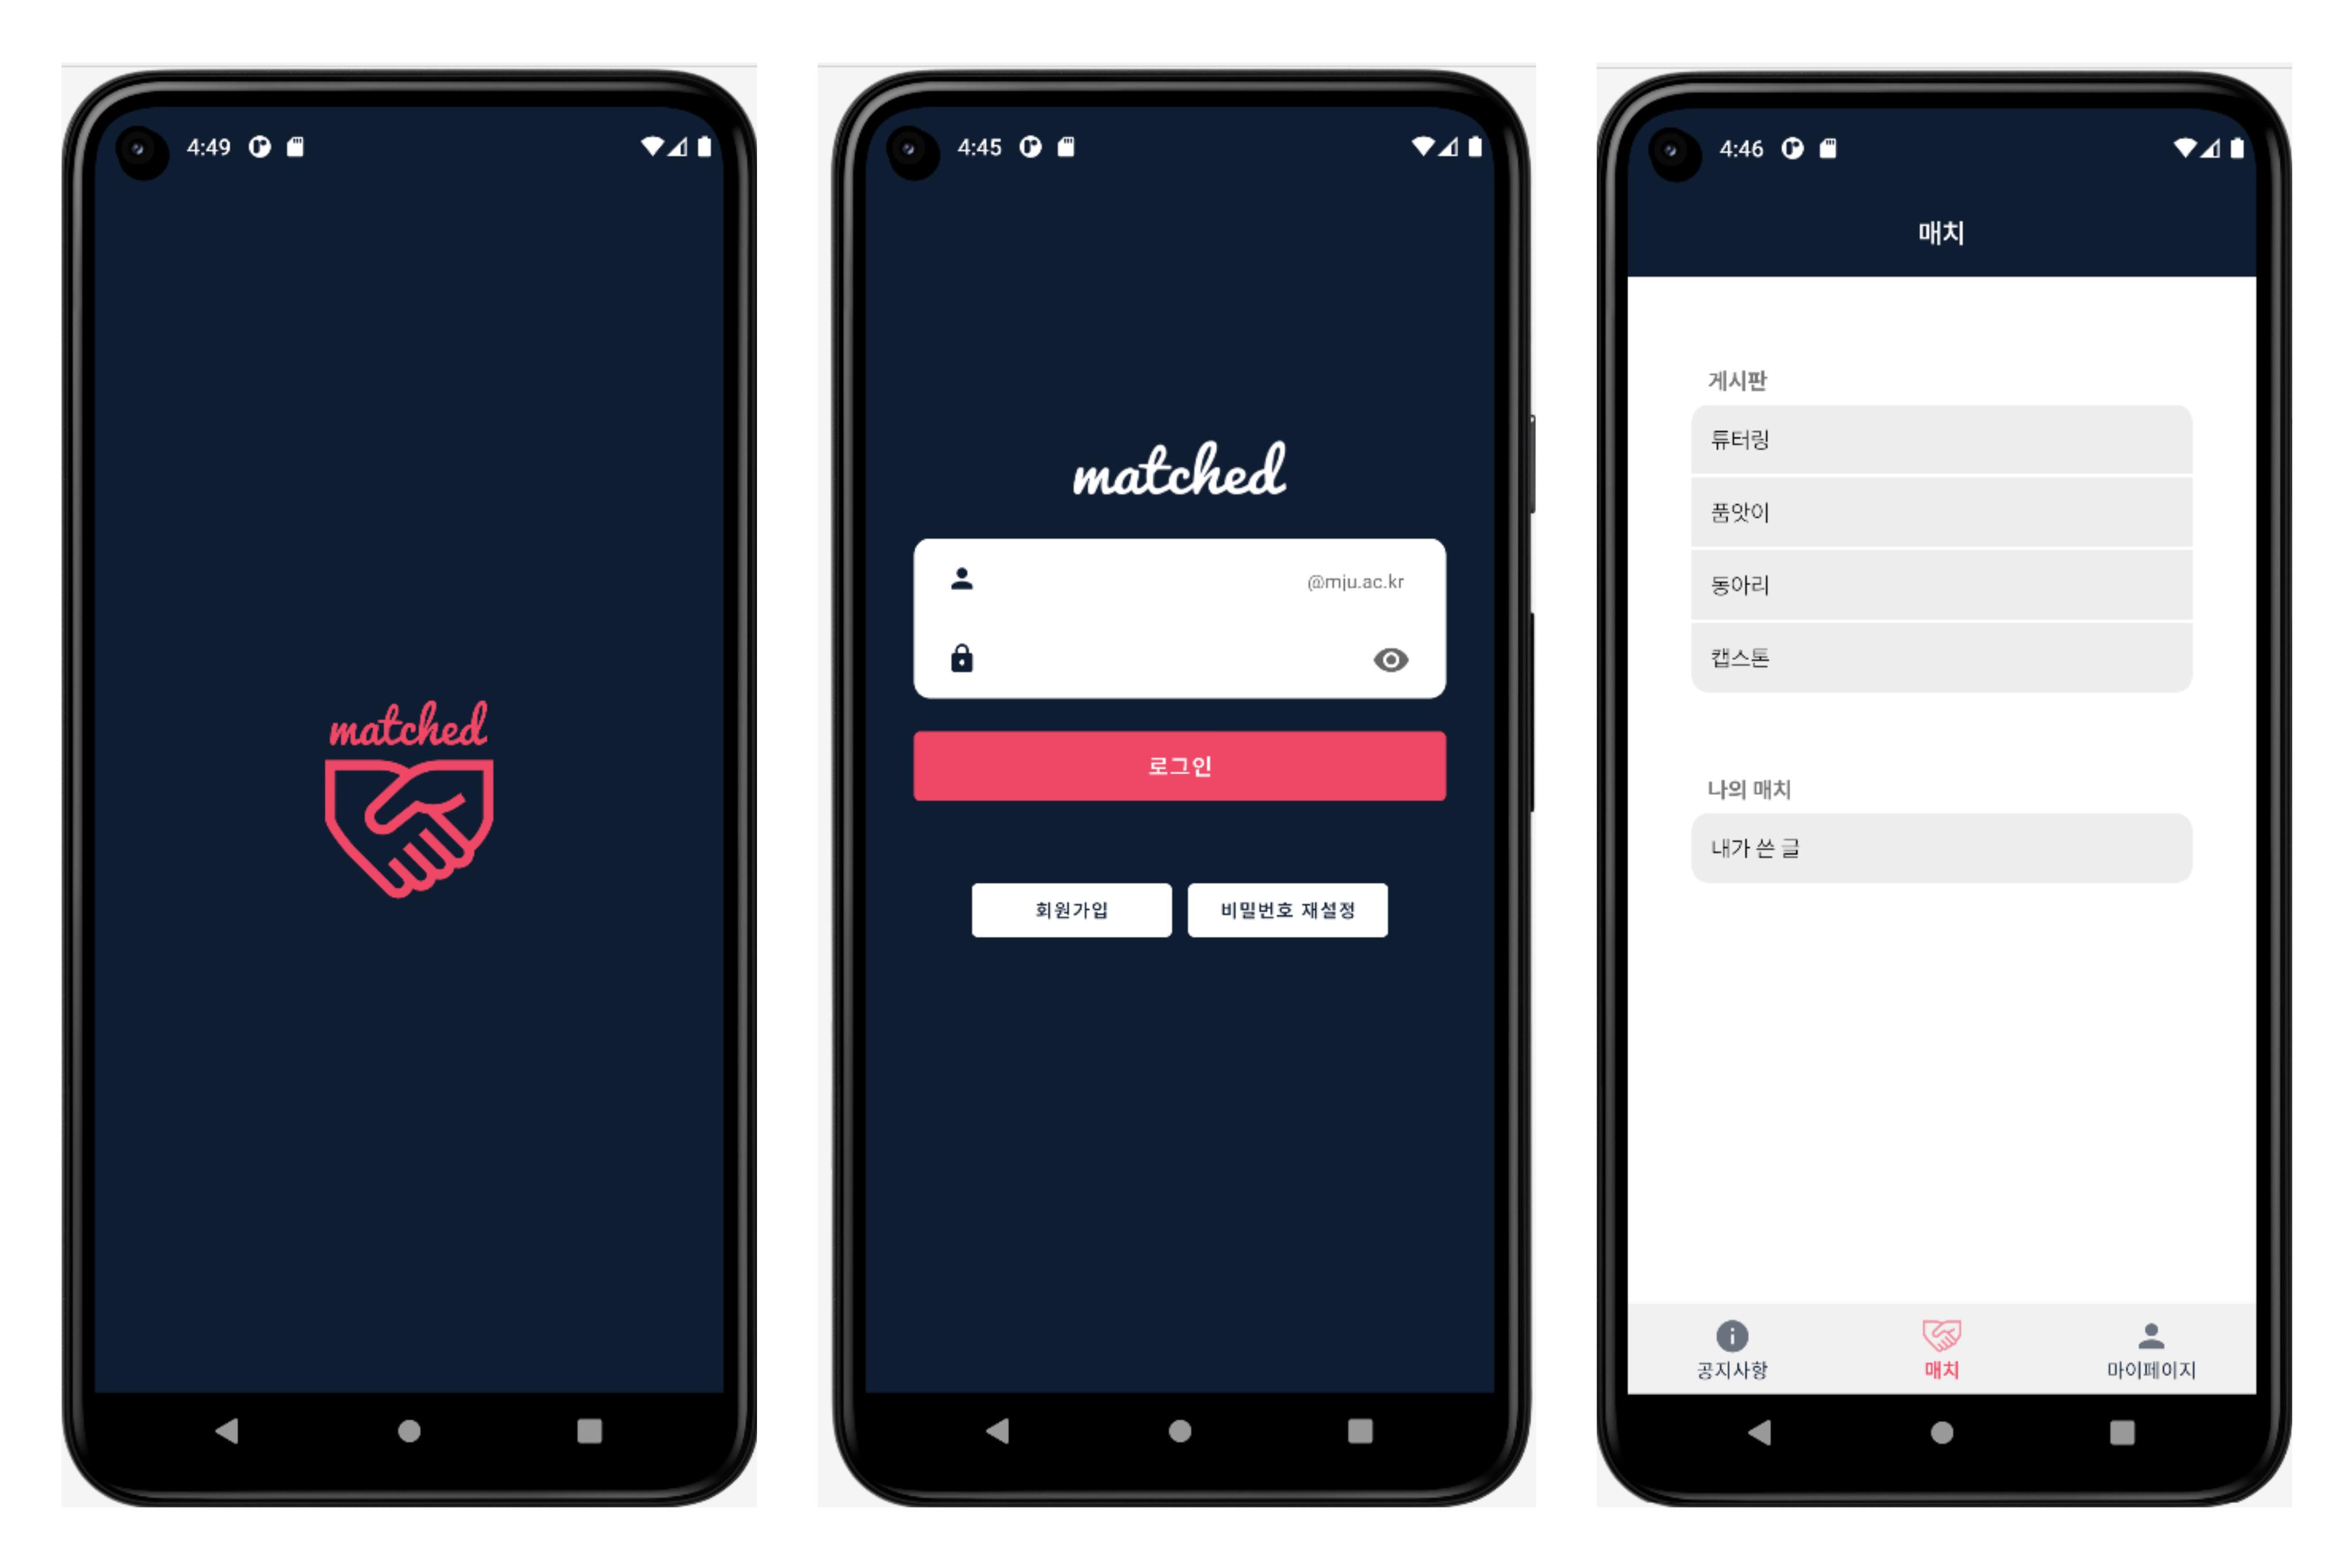 4:49
matched
4:45
matched
@mju.ac.kr
로그인
회원가입
비밀번호 재설정
4:46
매치
게시판
튜터링
품앗이
동아리
캡스톤
나의 매치
내가 쓴 글
공지사항
매치
마이페이지